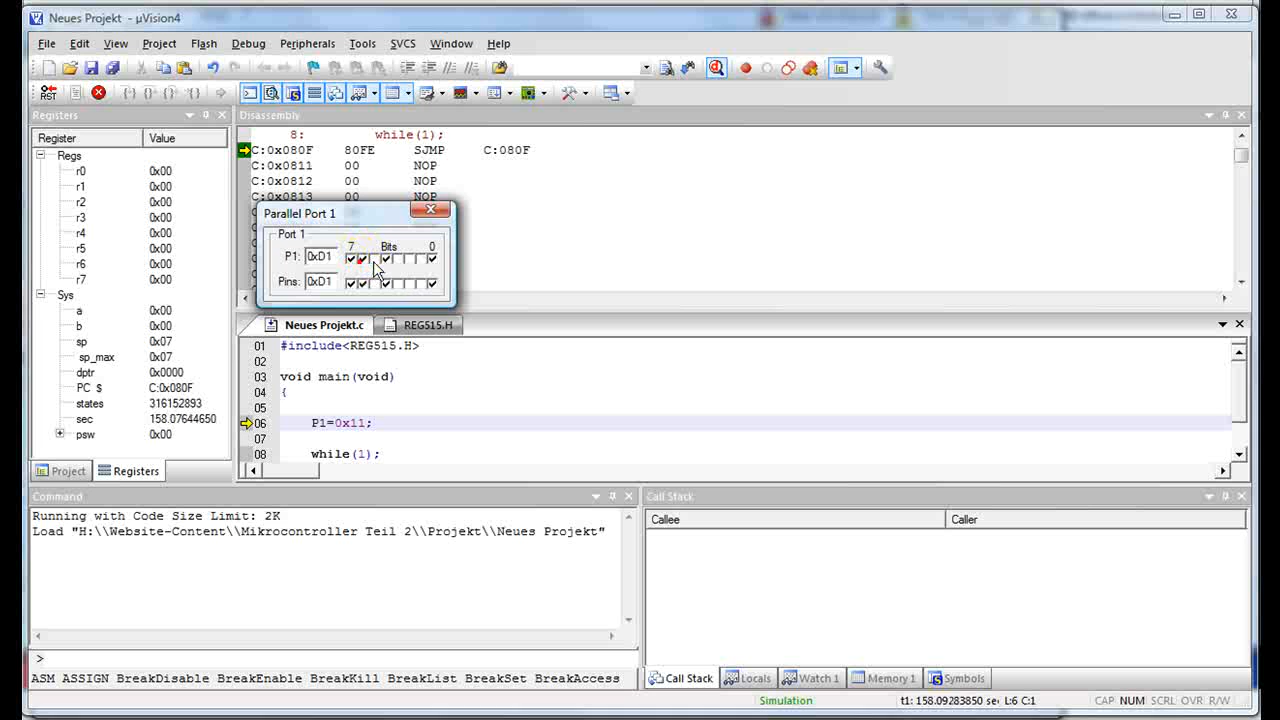 Neues Projekt - µVision4
File Edit View Project Flash Debug Peripherals Tools SVCS Window Help
RST
Registers
Register Value
Regs
r0 0x00
r1 0x00
r2 0x00
r3 0x00
r4 0x00
r5 0x00
r6 0x00
r7 0x00
Sys
a 0x00
b 0x00
sp 0x07
sp_max 0x07
dptr 0x0000
PC $ C:0x080F
states 316152893
sec 158.07644650
psw 0x00
Project Registers
Disassembly
8: while(1);
C:0x080F 80FE SJMP C:080F
C:0x0811 00 NOP
C:0x0812 00 NOP
C:0x0813 00 NOP
Parallel Port 1
Port 1
7 Bits 0
P1: 0xD1
Pins: 0xD1
Neues Projekt.c REG515.H
01 #include<REG515.H>
02
03 void main(void)
04 {
05
06 P1=0x11;
07
08 while(1);
Command
Running with Code Size Limit: 2K
Load "H:\\Website-Content\\Mikrocontroller Teil 2\\Projekt\\Neues Projekt"
>
ASM ASSIGN BreakDisable BreakEnable BreakKill BreakList BreakSet BreakAccess
Call Stack
Callee Caller
Call Stack Locals Watch 1 Memory 1 Symbols
Simulation t1: 158.09283850 se L:6 C:1 CAP NUM SCRL OVR R/W